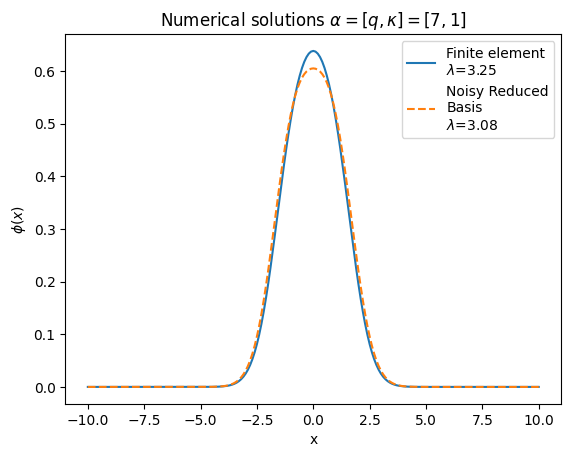 Numerical solutions α = [q, κ] = [7, 1]
Finite element
λ=3.25
Noisy Reduced
Basis
λ=3.08
ϕ(x)
0.6
0.5
0.4
0.3
0.2
0.1
0.0
−10.0 −7.5 −5.0 −2.5 0.0 2.5 5.0 7.5 10.0
x